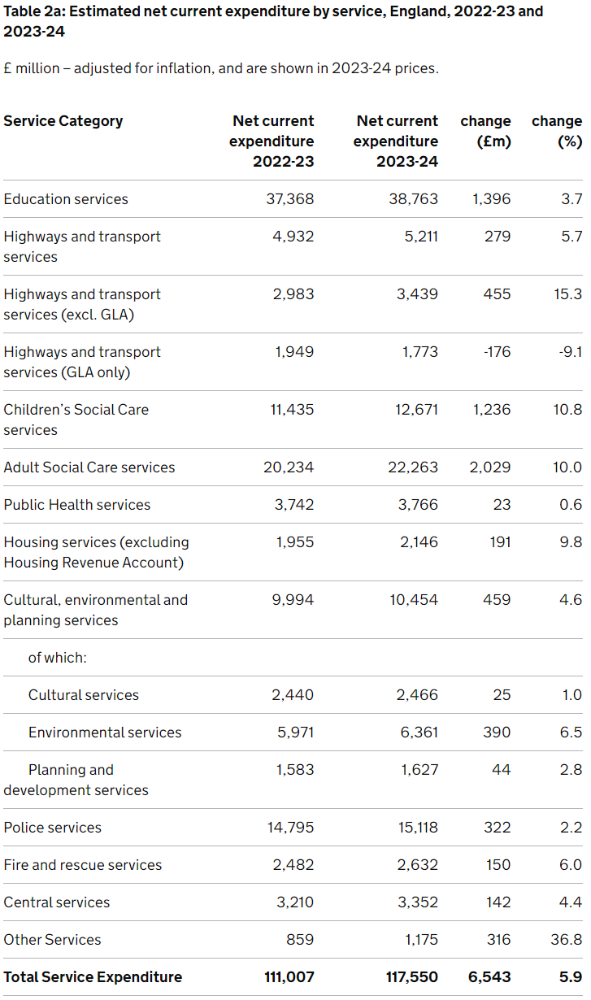 Table 2a: Estimated net current expenditure by service, England, 2022-23 and
2023-24
£ million – adjusted for inflation, and are shown in 2023-24 prices.
Service Category Net current expenditure 2022-23 Net current expenditure 2023-24 change (£m) change (%)
Education services 37,368 38,763 1,396 3.7
Highways and transport 4,932 5,211 279 5.7
services
Highways and transport 2,983 3,439 455 15.3
services (excl. GLA)
Highways and transport 1,949 1,773 -176 -9.1
services (GLA only)
Children’s Social Care 11,435 12,671 1,236 10.8
services
Adult Social Care services 20,234 22,263 2,029 10.0
Public Health services 3,742 3,766 23 0.6
Housing services (excluding 1,955 2,146 191 9.8
Housing Revenue Account)
Cultural, environmental and 9,994 10,454 459 4.6
planning services
of which:
Cultural services 2,440 2,466 25 1.0
Environmental services 5,971 6,361 390 6.5
Planning and 1,583 1,627 44 2.8
development services
Police services 14,795 15,118 322 2.2
Fire and rescue services 2,482 2,632 150 6.0
Central services 3,210 3,352 142 4.4
Other Services 859 1,175 316 36.8
Total Service Expenditure 111,007 117,550 6,543 5.9